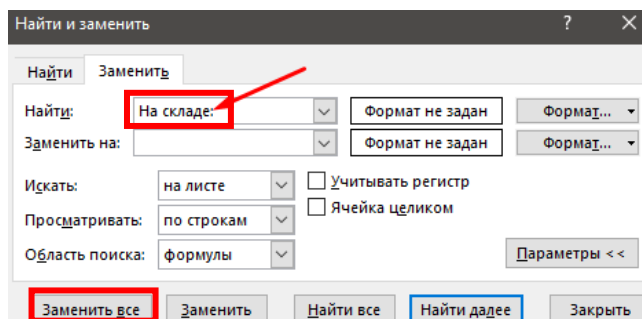 Найти и заменить ? ×
Найти Заменить
Найти: На складе: Формат не задан Формат...
Заменить на: Формат не задан Формат...
Искать: на листе Учитывать регистр
Просматривать: по строкам Ячейка целиком
Область поиска: формулы Параметры <<
Заменить все Заменить Найти все Найти далее Закрыть